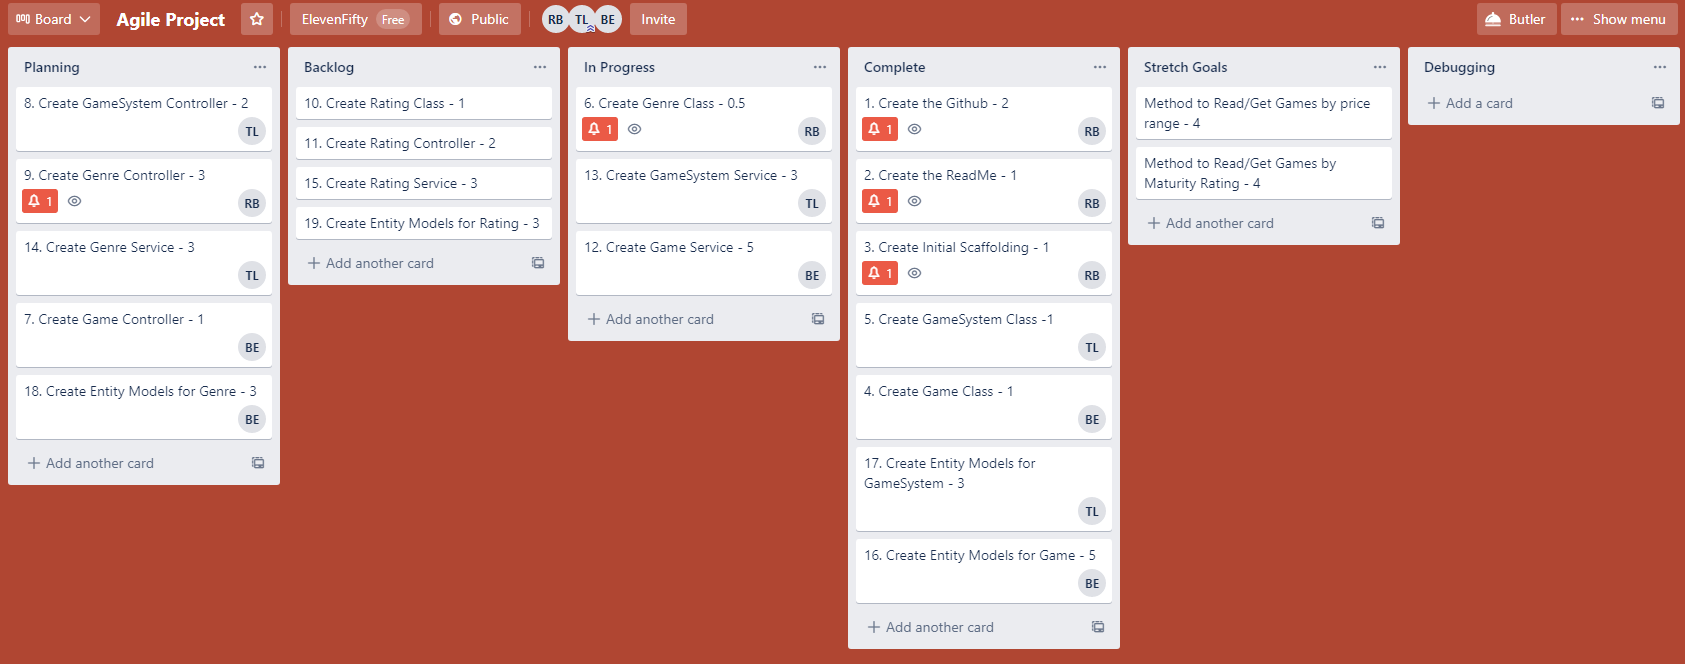 Board
Agile Project
ElevenFifty Free
Public
RB TL BE
Invite
Butler
··· Show menu
Planning ···
8. Create GameSystem Controller - 2
TL
9. Create Genre Controller - 3
1
RB
14. Create Genre Service - 3
TL
7. Create Game Controller - 1
BE
18. Create Entity Models for Genre - 3
BE
+ Add another card
Backlog ···
10. Create Rating Class - 1
11. Create Rating Controller - 2
15. Create Rating Service - 3
19. Create Entity Models for Rating - 3
+ Add another card
In Progress ···
6. Create Genre Class - 0.5
1
RB
13. Create GameSystem Service - 3
TL
12. Create Game Service - 5
BE
+ Add another card
Complete ···
1. Create the Github - 2
1
RB
2. Create the ReadMe - 1
1
RB
3. Create Initial Scaffolding - 1
1
RB
5. Create GameSystem Class -1
TL
4. Create Game Class - 1
BE
17. Create Entity Models for
GameSystem - 3
TL
16. Create Entity Models for Game - 5
BE
+ Add another card
Stretch Goals ···
Method to Read/Get Games by price
range - 4
Method to Read/Get Games by
Maturity Rating - 4
+ Add another card
Debugging ···
+ Add a card